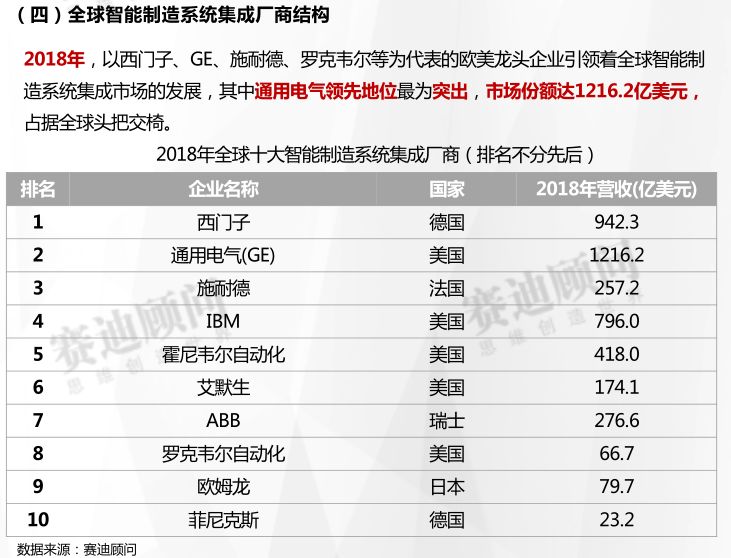 （四）全球智能制造系统集成厂商结构
2018年，以西门子、GE、施耐德、罗克韦尔等为代表的欧美龙头企业引领着全球智能制
造系统集成市场的发展，其中通用电气领先地位最为突出，市场份额达1216.2亿美元，
占据全球头把交椅。
2018年全球十大智能制造系统集成厂商（排名不分先后）
排名 企业名称 国家 2018年营收(亿美元)
1 西门子 德国 942.3
2 通用电气(GE) 美国 1216.2
3 施耐德 法国 257.2
4 IBM 美国 796.0
5 霍尼韦尔自动化 美国 418.0
6 艾默生 美国 174.1
7 ABB 瑞士 276.6
8 罗克韦尔自动化 美国 66.7
9 欧姆龙 日本 79.7
10 菲尼克斯 德国 23.2
数据来源：赛迪顾问
赛迪顾问
思维创造世界
赛迪顾问
思维创造世界